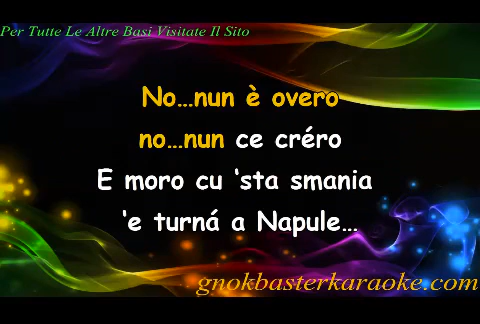 Per Tutte Le Altre Basi Visitate Il Sito
No...nun è overo
no...nun ce créro
E moro cu ‘sta smania
‘e turná a Napule...
gnokbasterkaraoke.com